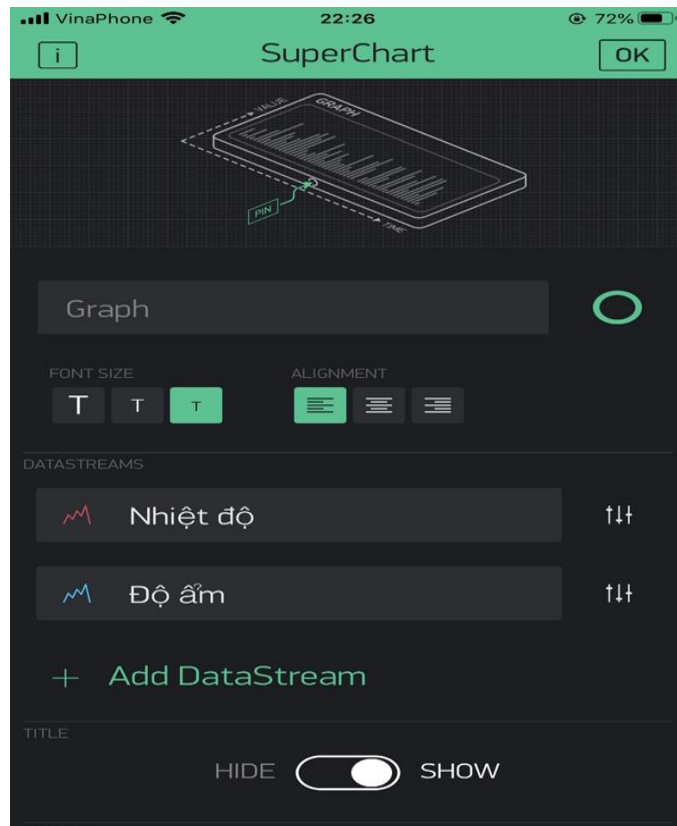 VinaPhone 22:26 72%
i SuperChart OK
VALUE
GRAPH
PIN
TIME
Graph
FONT SIZE ALIGNMENT
T T T
DATASTREAMS
Nhiệt độ
Độ ẩm
+ Add DataStream
TITLE
HIDE SHOW